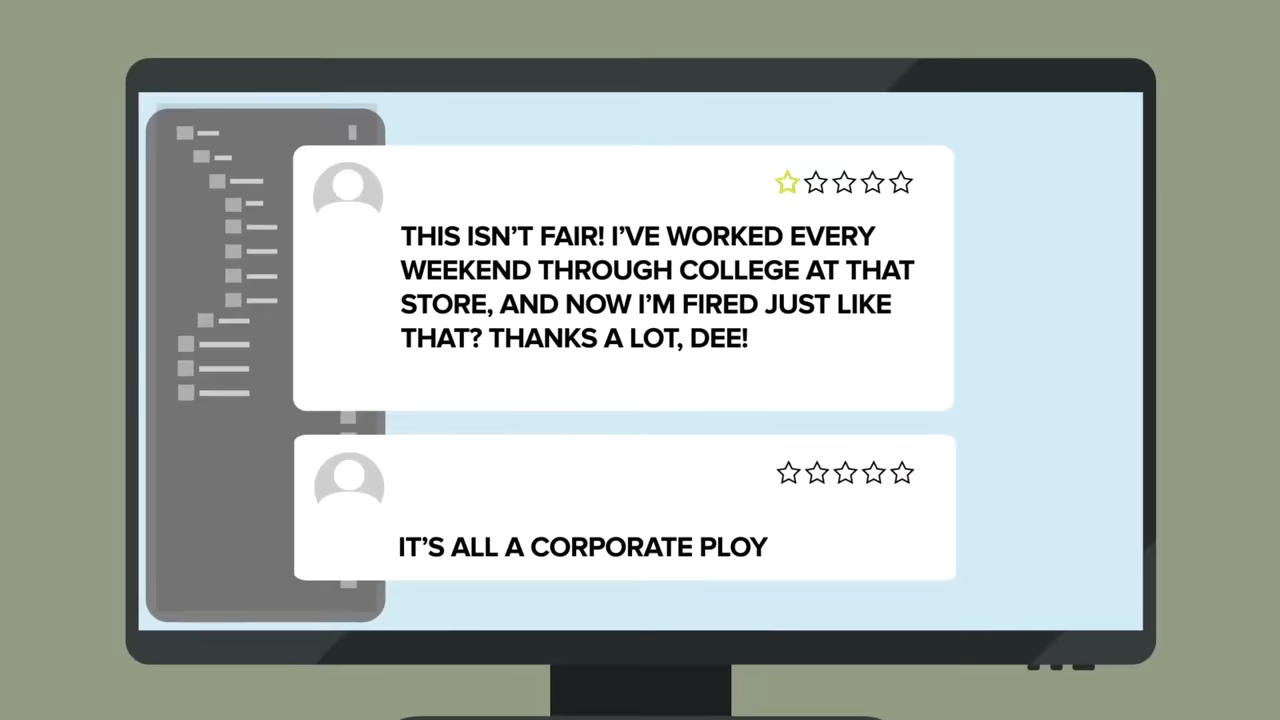 THIS ISN’T FAIR! I’VE WORKED EVERY
WEEKEND THROUGH COLLEGE AT THAT
STORE, AND NOW I’M FIRED JUST LIKE
THAT? THANKS A LOT, DEE!
IT’S ALL A CORPORATE PLOY